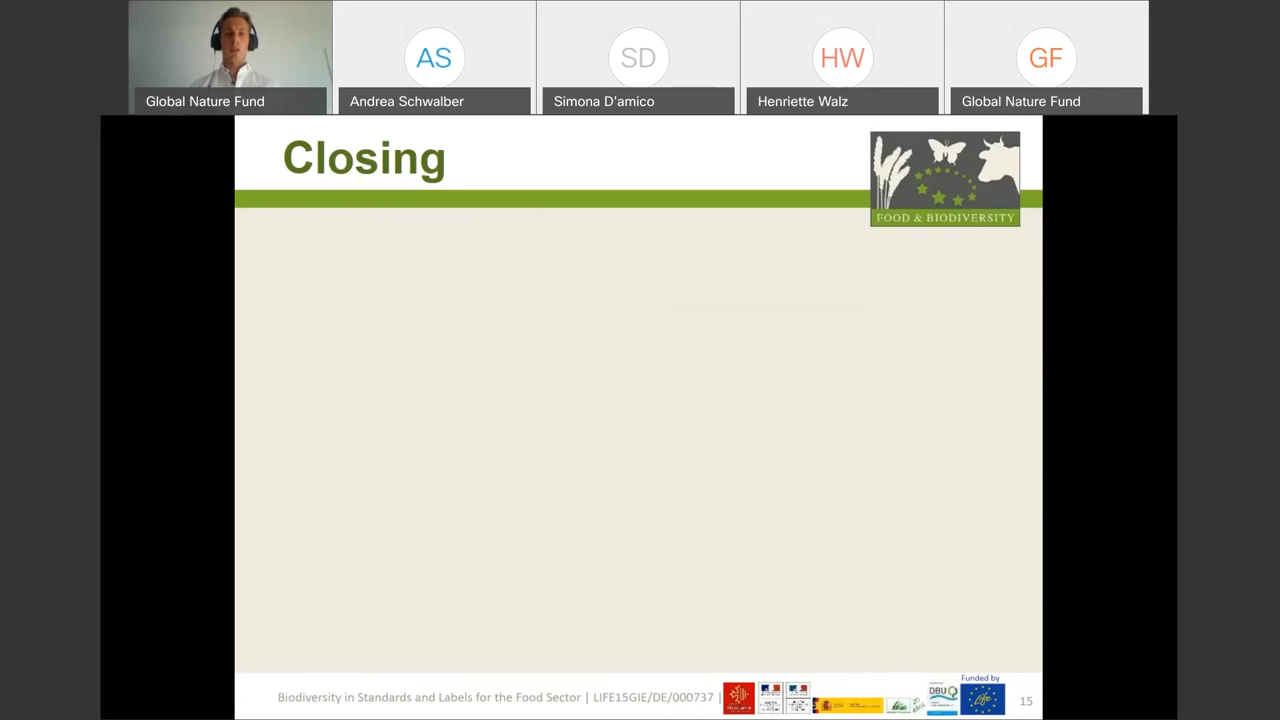 AS
SD
HW
GF
Global Nature Fund
Andrea Schwalber
Simona D'amico
Henriette Walz
Global Nature Fund
Closing
FOOD & BIODIVERSITY
Funded by
Biodiversity in Standards and Labels for the Food Sector | LIFE15GIE/DE/000737 |
DBU
Life
15